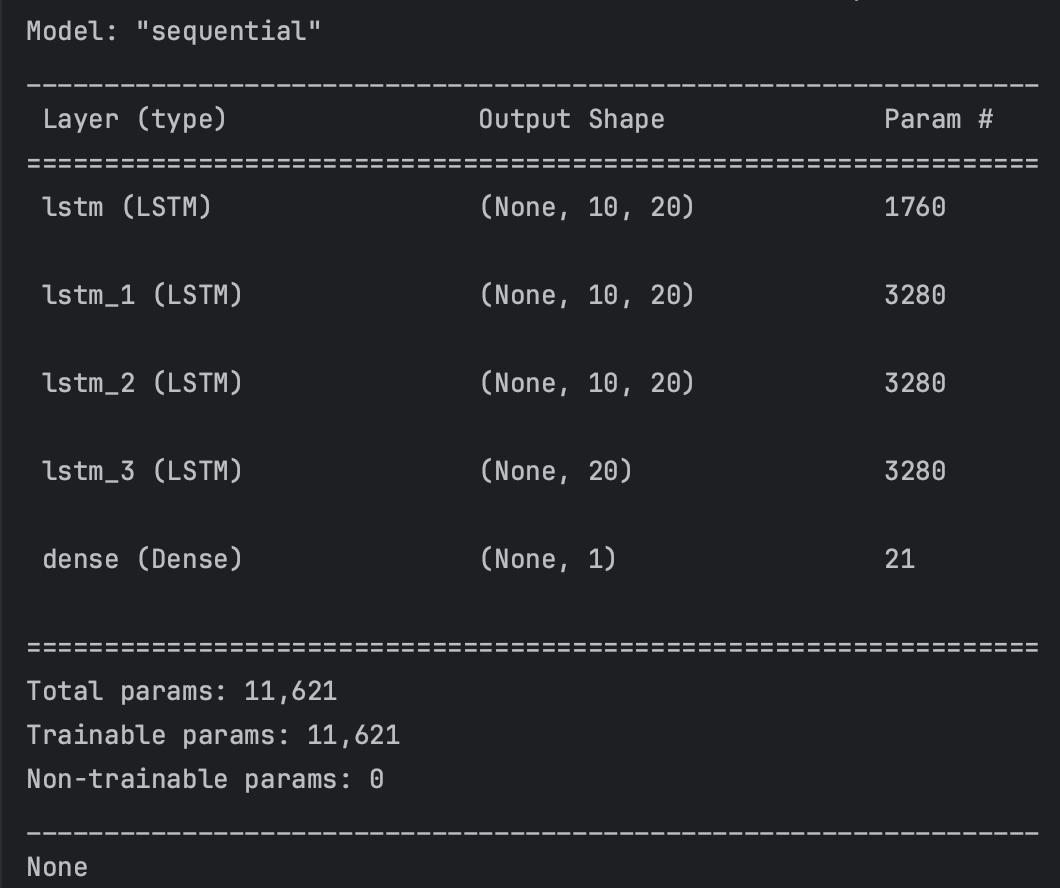 Model: "sequential"
_________________________________________________________________
 Layer (type)                Output Shape              Param #
=================================================================
 lstm (LSTM)                 (None, 10, 20)            1760
 lstm_1 (LSTM)               (None, 10, 20)            3280
 lstm_2 (LSTM)               (None, 10, 20)            3280
 lstm_3 (LSTM)               (None, 20)                3280
 dense (Dense)               (None, 1)                 21
=================================================================
Total params: 11,621
Trainable params: 11,621
Non-trainable params: 0
_________________________________________________________________
None